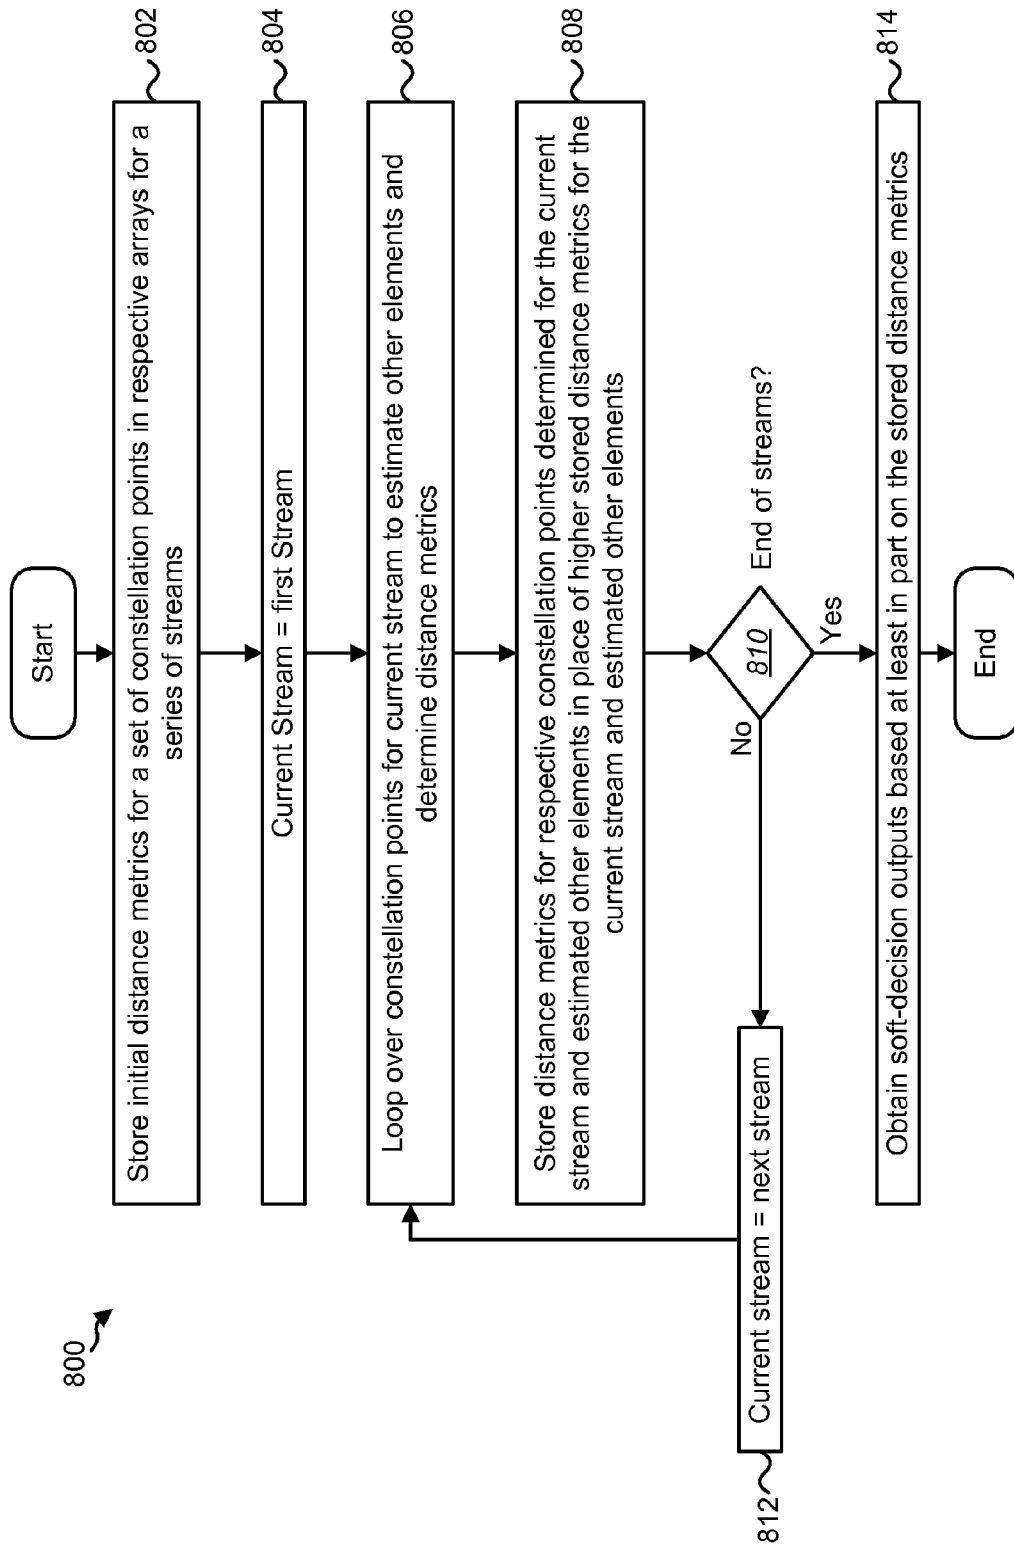 800
Start
Store initial distance metrics for a set of constellation points in respective arrays for a
series of streams
802
Current Stream = first Stream
804
Loop over constellation points for current stream to estimate other elements and
determine distance metrics
806
Store distance metrics for respective constellation points determined for the current
stream and estimated other elements in place of higher stored distance metrics for the
current stream and estimated other elements
808
End of streams?
810
No
Yes
Current stream = next stream
812
Obtain soft-decision outputs based at least in part on the stored distance metrics
814
End